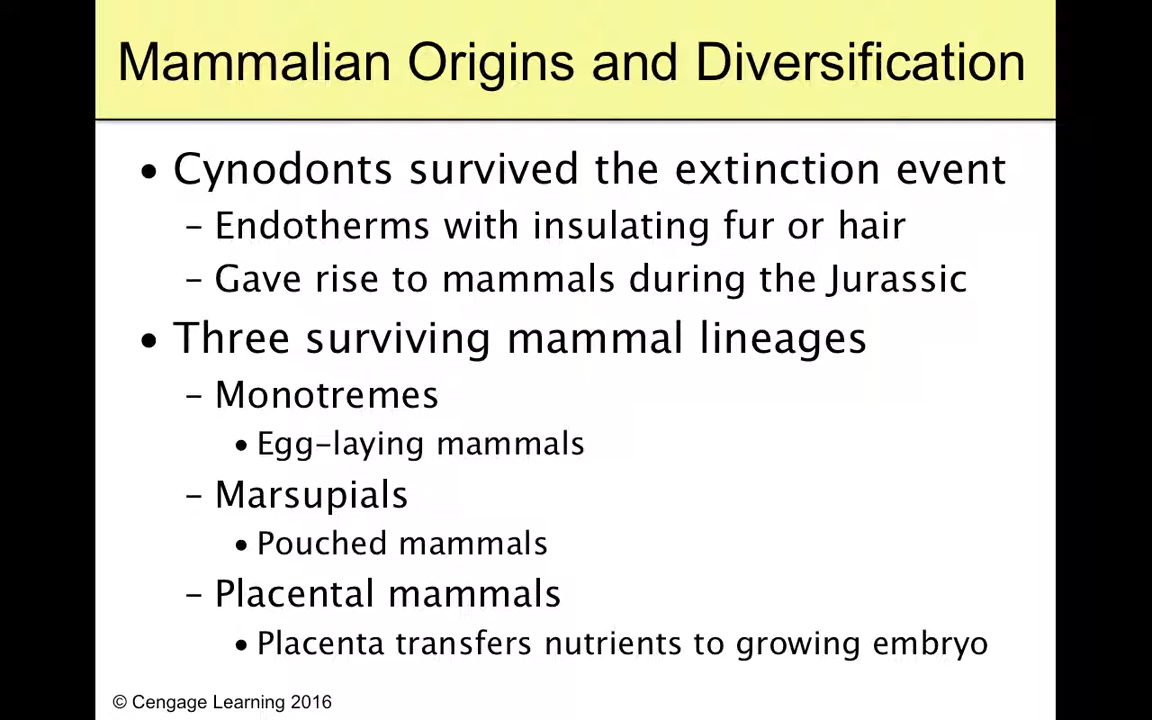 Mammalian Origins and Diversification
• Cynodonts survived the extinction event
– Endotherms with insulating fur or hair
– Gave rise to mammals during the Jurassic
• Three surviving mammal lineages
– Monotremes
• Egg-laying mammals
– Marsupials
• Pouched mammals
– Placental mammals
• Placenta transfers nutrients to growing embryo
© Cengage Learning 2016